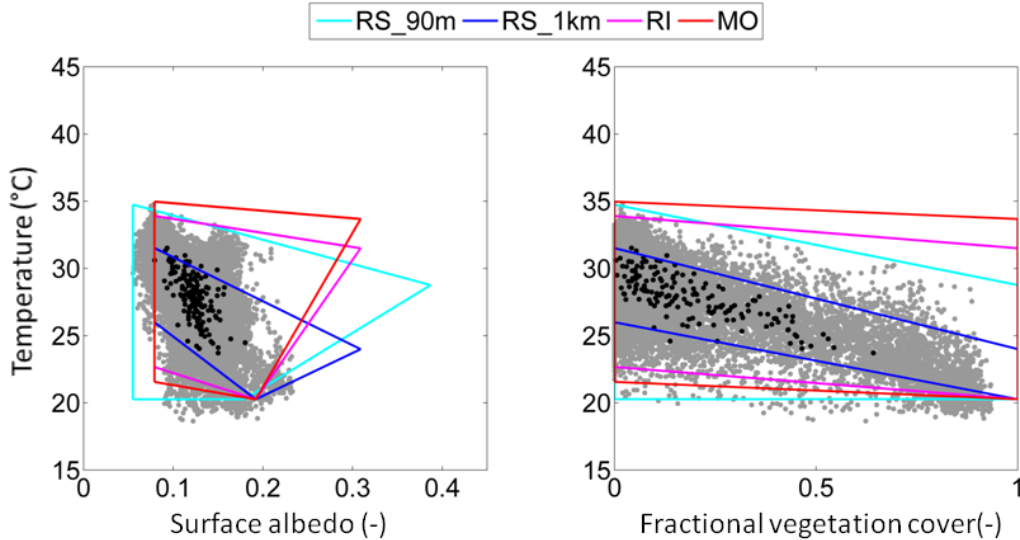 RS_90m RS_1km RI MO
45 45
40 40
35 35
30 30
25 25
20 20
15 15
0 0.1 0.2 0.3 0.4 0 0.5 1
Temperature (°C)
Surface albedo (-) Fractional vegetation cover(-)